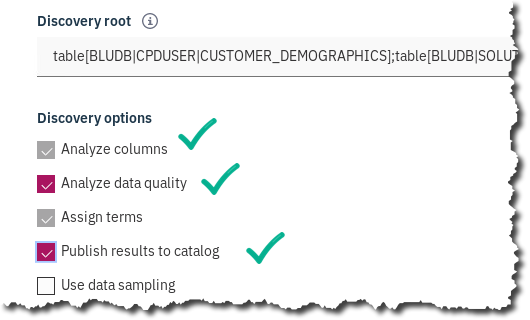 Discovery root
table[BLUDB|CPDUSER|CUSTOMER_DEMOGRAPHICS];table[BLUDB|SOLUT
Discovery options
Analyze columns
Analyze data quality
Assign terms
Publish results to catalog
Use data sampling